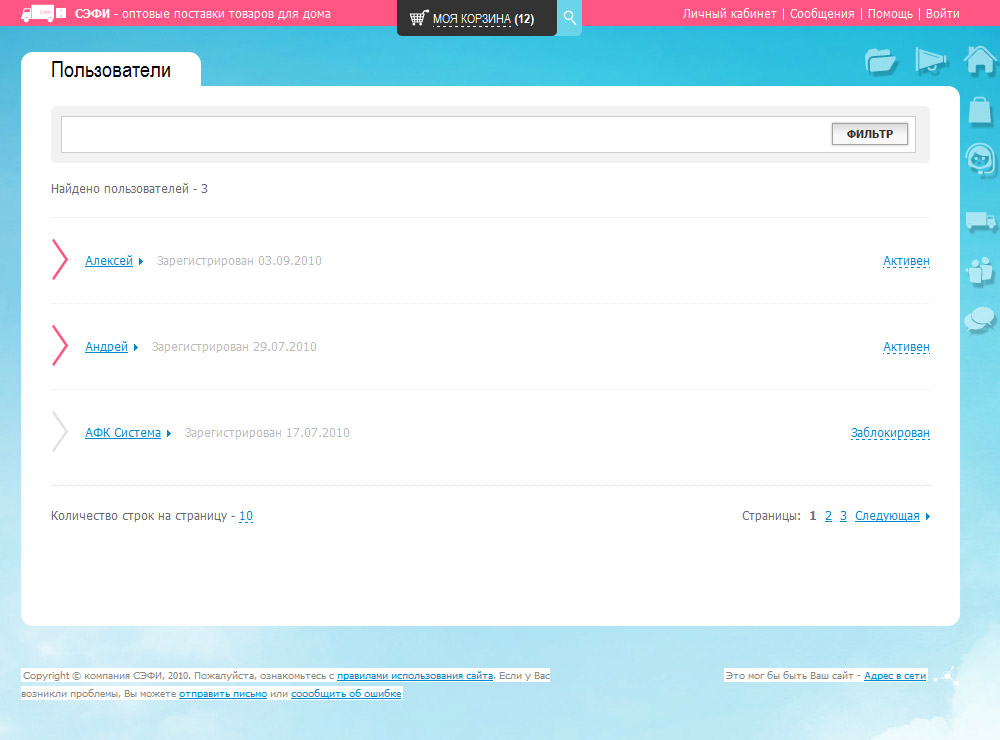 СЭФИ - оптовые поставки товаров для дома
МОЯ КОРЗИНА (12)
Личный кабинет | Сообщения | Помощь | Войти
Пользователи
ФИЛЬТР
Найдено пользователей - 3
Алексей Зарегистрирован 03.09.2010 Активен
Андрей Зарегистрирован 29.07.2010 Активен
АФК Система Зарегистрирован 17.07.2010 Заблокирован
Количество строк на страницу - 10 Страницы: 1 2 3 Следующая
Copyright © компания СЭФИ, 2010. Пожалуйста, ознакомьтесь с правилами использования сайта. Если у Вас
возникли проблемы, Вы можете отправить письмо или соообщить об ошибке
Это мог бы быть Ваш сайт - Адрес в сети